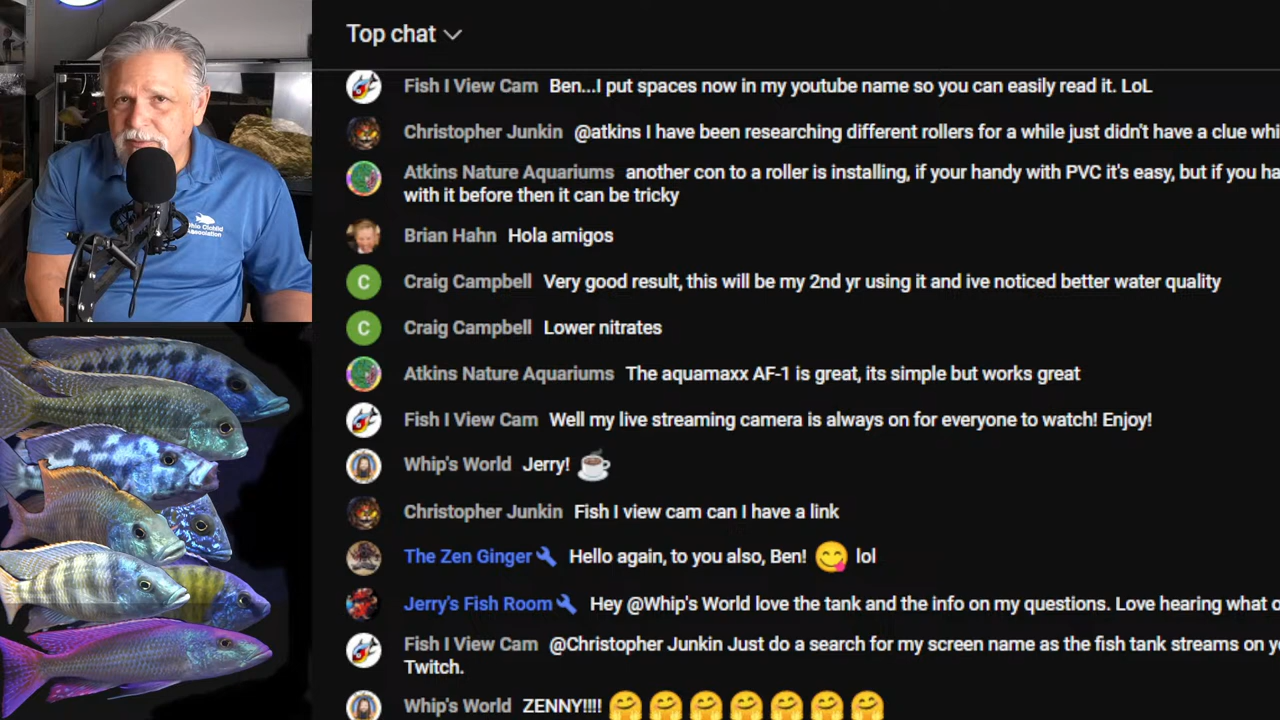 Top chat
Fish I View Cam Ben...I put spaces now in my youtube name so you can easily read it. LoL
Christopher Junkin @atkins I have been researching different rollers for a while just didn't have a clue
Atkins Nature Aquariums another con to a roller is installing, if your handy with PVC it's easy, but if you
with it before then it can be tricky
Brian Hahn Hola amigos
C Craig Campbell Very good result, this will be my 2nd yr using it and ive noticed better water quality
C Craig Campbell Lower nitrates
Atkins Nature Aquariums The aquamaxx AF-1 is great, its simple but works great
Fish I View Cam Well my live streaming camera is always on for everyone to watch! Enjoy!
Whip's World Jerry! ☕
Christopher Junkin Fish I view cam can I have a link
The Zen Ginger Hello again, to you also, Ben! 😋 lol
Jerry's Fish Room Hey @Whip's World love the tank and the info on my questions. Love hearing what
Fish I View Cam @Christopher Junkin Just do a search for my screen name as the fish tank streams on
Twitch.
Whip's World ZENNY!!!! 🤗🤗🤗🤗🤗🤗🤗
Ohio Cichlid
Association